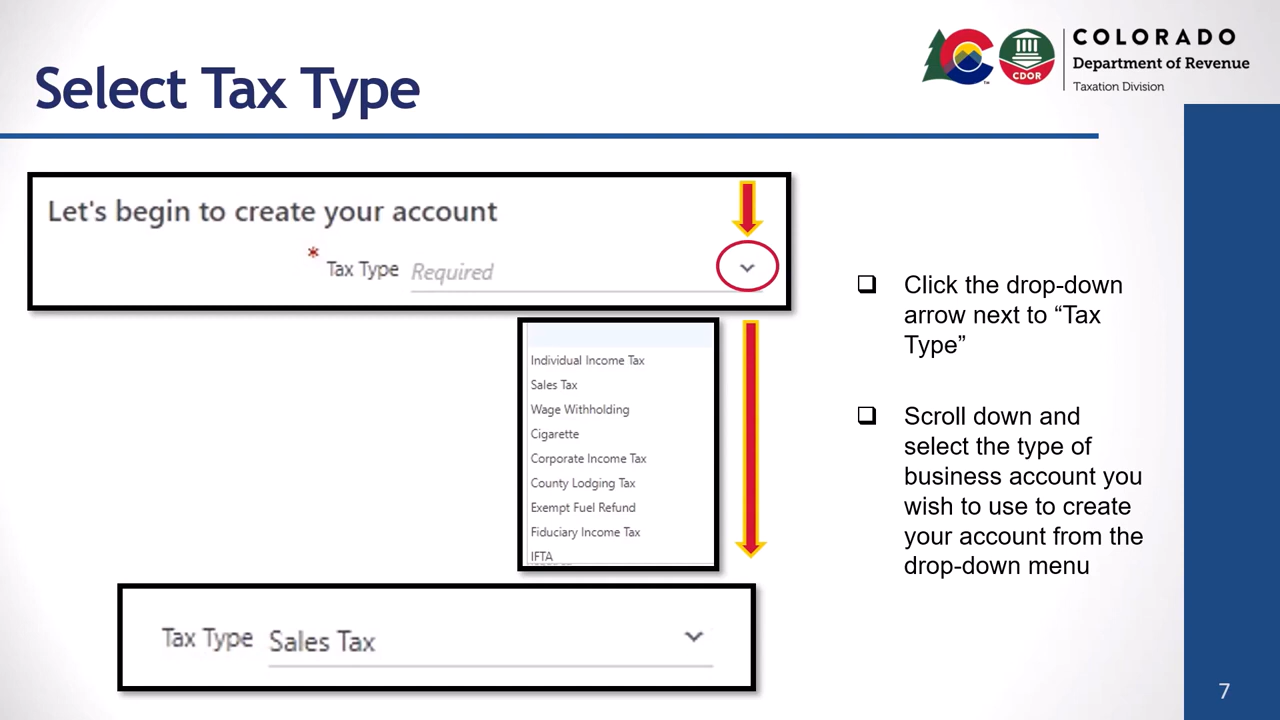 Select Tax Type
CDOR
COLORADO
Department of Revenue
Taxation Division
Let's begin to create your account
* Tax Type Required
Individual Income Tax
Sales Tax
Wage Withholding
Cigarette
Corporate Income Tax
County Lodging Tax
Exempt Fuel Refund
Fiduciary Income Tax
IFTA
Tax Type Sales Tax
❑ Click the drop-down
arrow next to “Tax
Type”
❑ Scroll down and
select the type of
business account you
wish to use to create
your account from the
drop-down menu
7